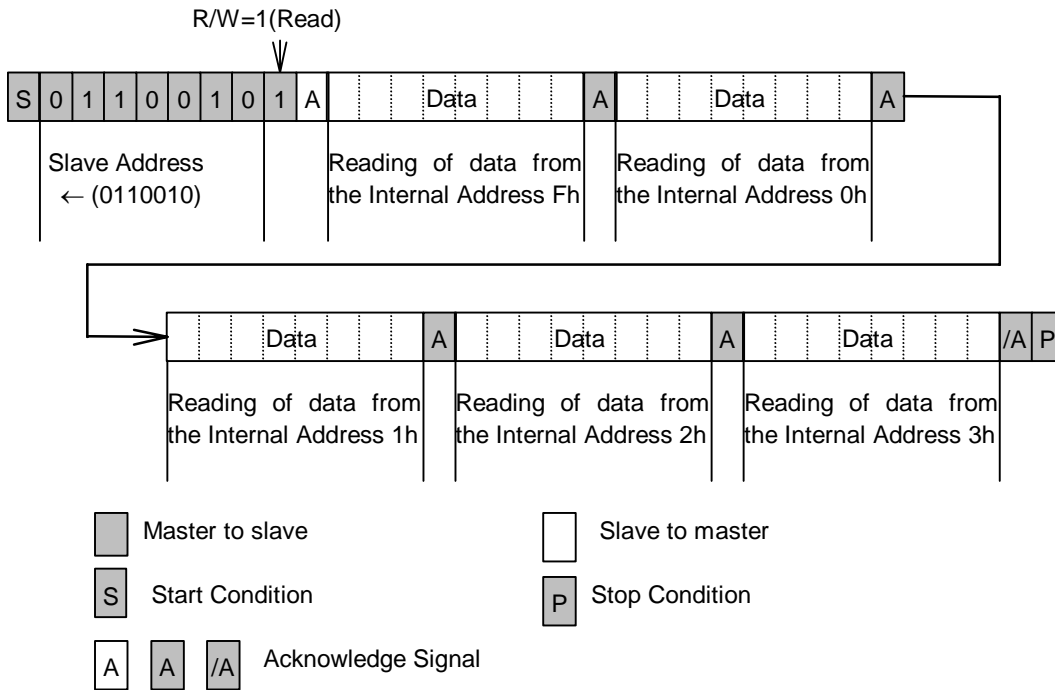 R/W=1(Read)
S 0 1 1 0 0 1 0 1 A Data A Data A
Slave Address
← (0110010)
Reading of data from
the Internal Address Fh
Reading of data from
the Internal Address 0h
Data A Data A Data /A P
Reading of data from
the Internal Address 1h
Reading of data from
the Internal Address 2h
Reading of data from
the Internal Address 3h
Master to slave
Slave to master
S Start Condition
P Stop Condition
A A /A Acknowledge Signal